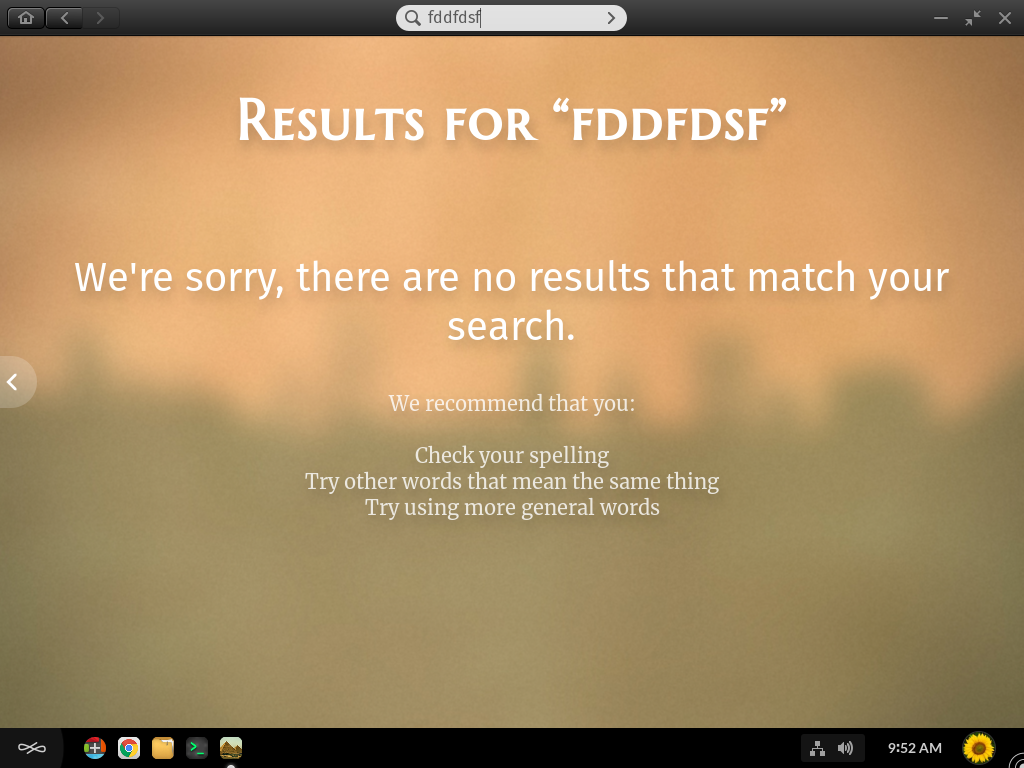 fddfdsf
Results for “fddfdsf”
We're sorry, there are no results that match your
search.
We recommend that you:
Check your spelling
Try other words that mean the same thing
Try using more general words
9:52 AM